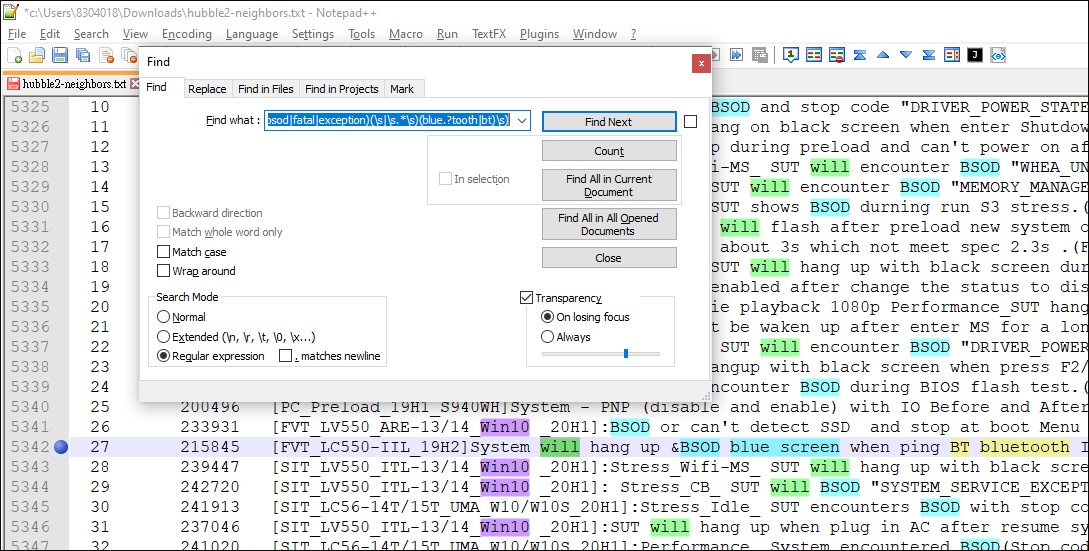 *c:\Users\8304018\Downloads\hubble2-neighbors.txt - Notepad++
File Edit Search View Encoding Language Settings Tools Macro Run TextFX Plugins Window ?
hubble2-neighbors.txt
Find
Find Replace Find in Files Find in Projects Mark
Find what : bsod|fatal|exception)(\s|\s.*\s)(blue.?tooth|bt)\s) Find Next
Count
In selection
Find All in Current Document
Find All in All Opened Documents
Close
Backward direction
Match whole word only
Match case
Wrap around
Search Mode
Normal
Extended (\n, \r, \t, \0, \x...)
Regular expression . matches newline
Transparency
On losing focus
Always
5325 10 BSOD and stop code "DRIVER_POWER_STATE
5326 11 ang on black screen when enter Shutdow
5327 12 p during preload and can't power on af
5328 13 i-MS_ SUT will encounter BSOD "WHEA_UN
5329 14 SUT will encounter BSOD "MEMORY_MANAGE
5330 15 SUT shows BSOD durning run S3 stress.(
5331 16 will flash after preload new system o
5332 17 about 3s which not meet spec 2.3s .(F
5333 18 SUT will hang up with black screen dur
5334 19 enabled after change the status to dis
5335 20 ie playback 1080p Performance_SUT hang
5336 21 t be waken up after enter MS for a lon
5337 22 SUT will encounter BSOD "DRIVER_POWER
5338 23 hangup with black screen when press F2/
5339 24 ncounter BSOD during BIOS flash test.(
5340 25 200496 [PC_Preload_19H1_S940WH]System - PNP (disable and enable) with IO Before and After
5341 26 233931 [FVT_LV550_ARE-13/14_Win10 _20H1]:BSOD or can't detect SSD and stop at boot Menu
5342 27 215845 [FVT_LC550-IIL_19H2]System will hang up &BSOD blue screen when ping BT bluetooth I
5343 28 239447 [SIT_LV550_ITL-13/14_Win10 _20H1]:Stress_Wifi-MS_ SUT will hang up with black scre
5344 29 242720 [SIT_LV550_ITL-13/14_Win10 _20H1]: Stress_CB_ SUT will BSOD "SYSTEM_SERVICE_EXCEPT
5345 30 241913 [SIT_LC56-14T/15T_UMA_W10/W10S_20H1]:Stress_Idle_ SUT encounters BSOD with stop co
5346 31 237046 [SIT_LV550_ITL-13/14_Win10 _20H1]:SUT will hang up when plug in AC after resume sy
5347 32 241020 [SIT_LC56-14T/15T_UMA_W10/W10S_20H1]:Performance_ System encountered BSOD(Stop cod